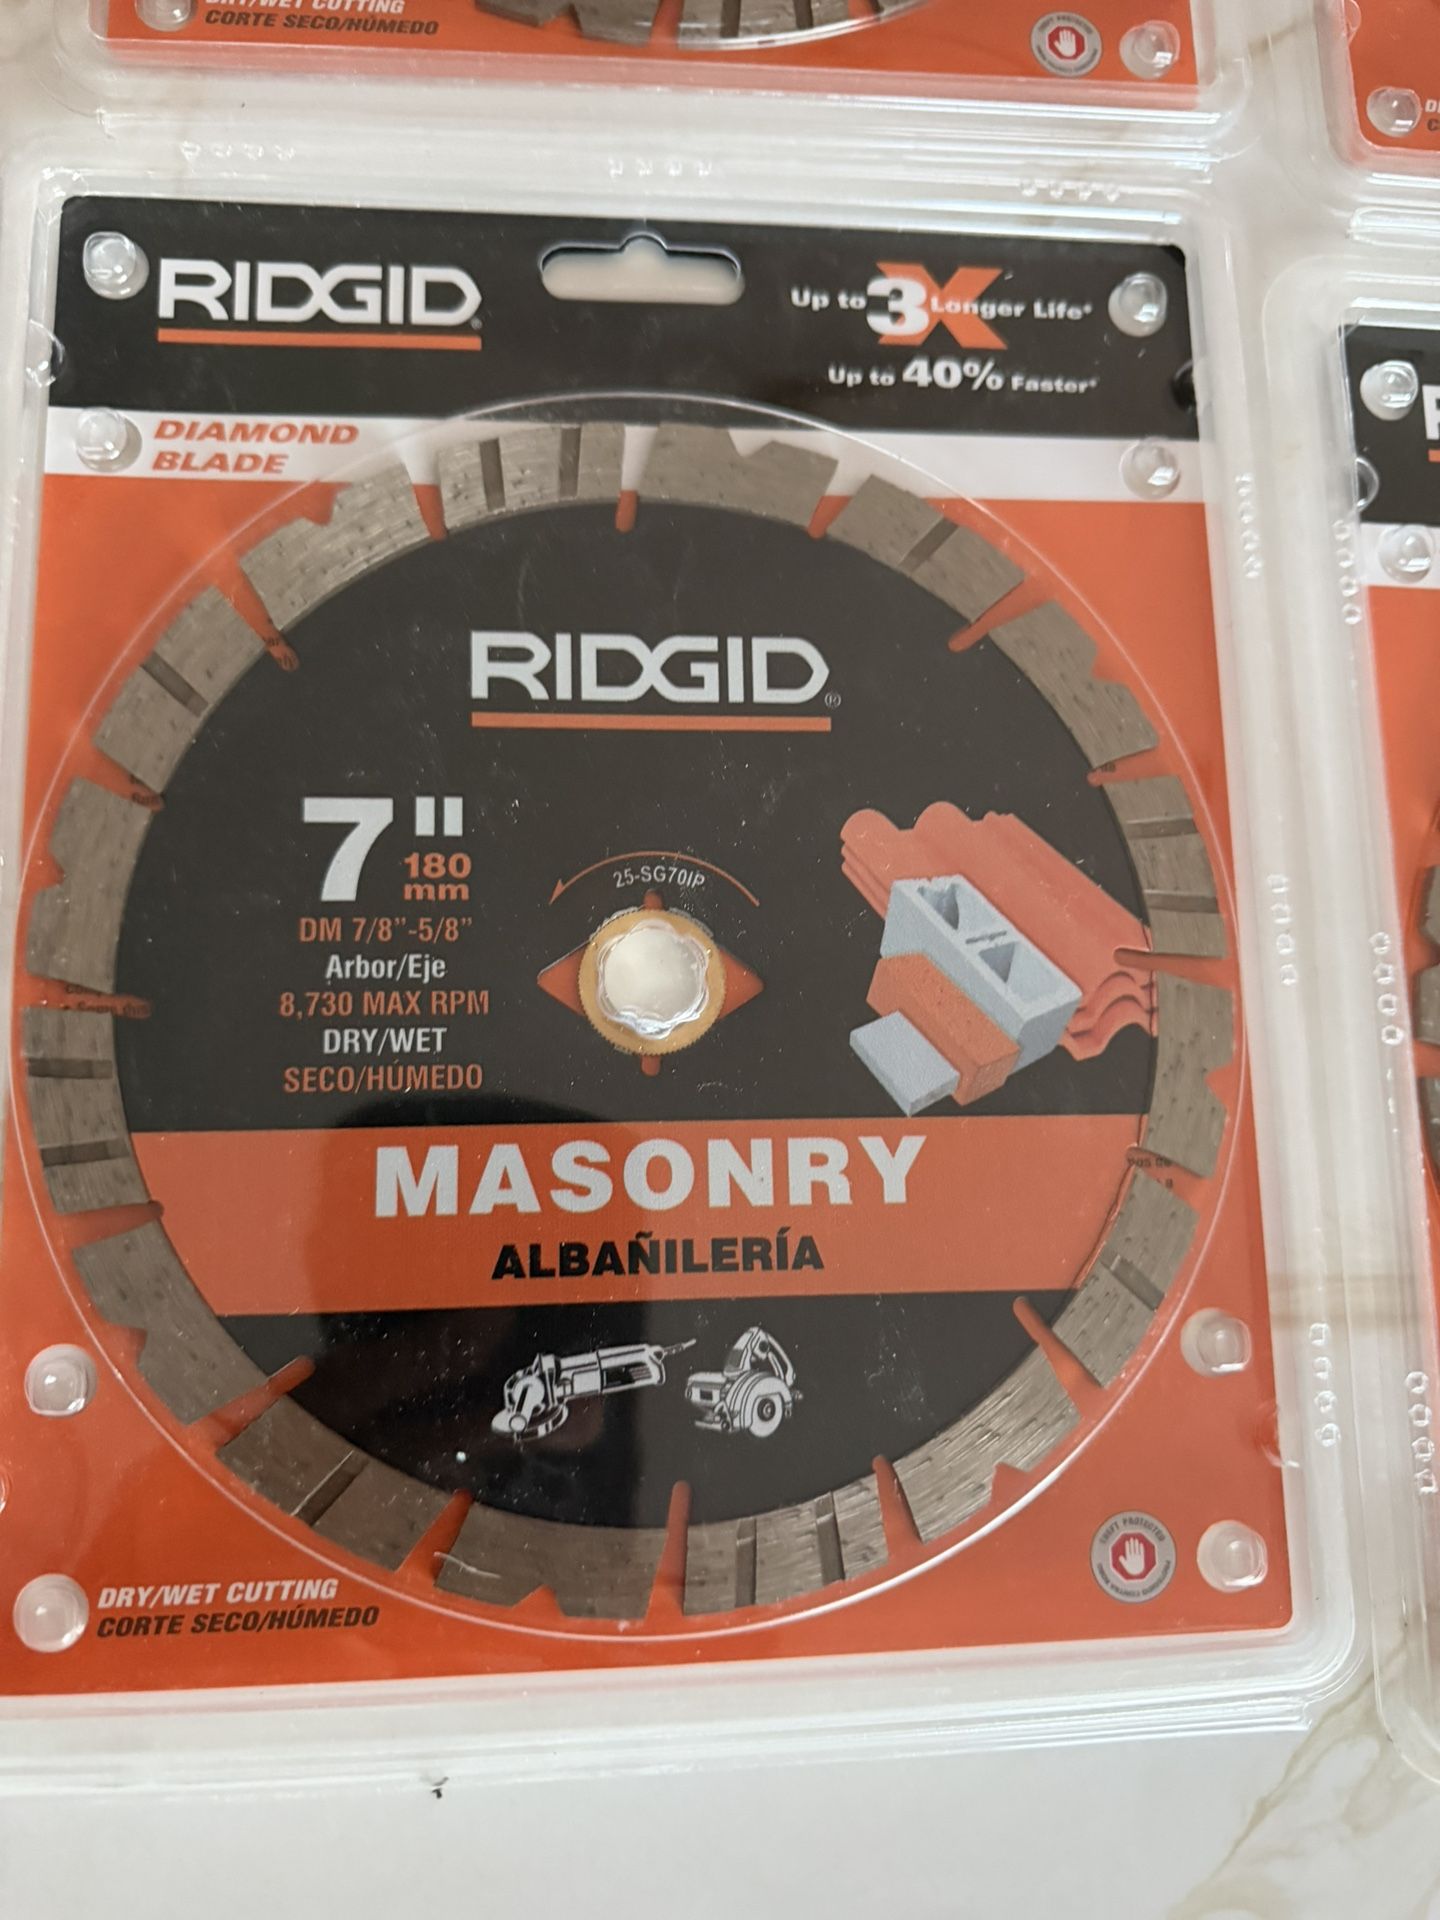 DRY/WET CUTTING
CORTE SECO/HÚMEDO
RIDGID
Up to 3X Longer Life*
Up to 40% Faster*
DIAMOND
BLADE
RIDGID®
7"
180
mm
DM 7/8”-5/8”
Arbor/Eje
8,730 MAX RPM
DRY/WET
SECO/HÚMEDO
25-SG70IP
MASONRY
ALBAÑILERÍA
DRY/WET CUTTING
CORTE SECO/HÚMEDO
THEFT PROTECTED